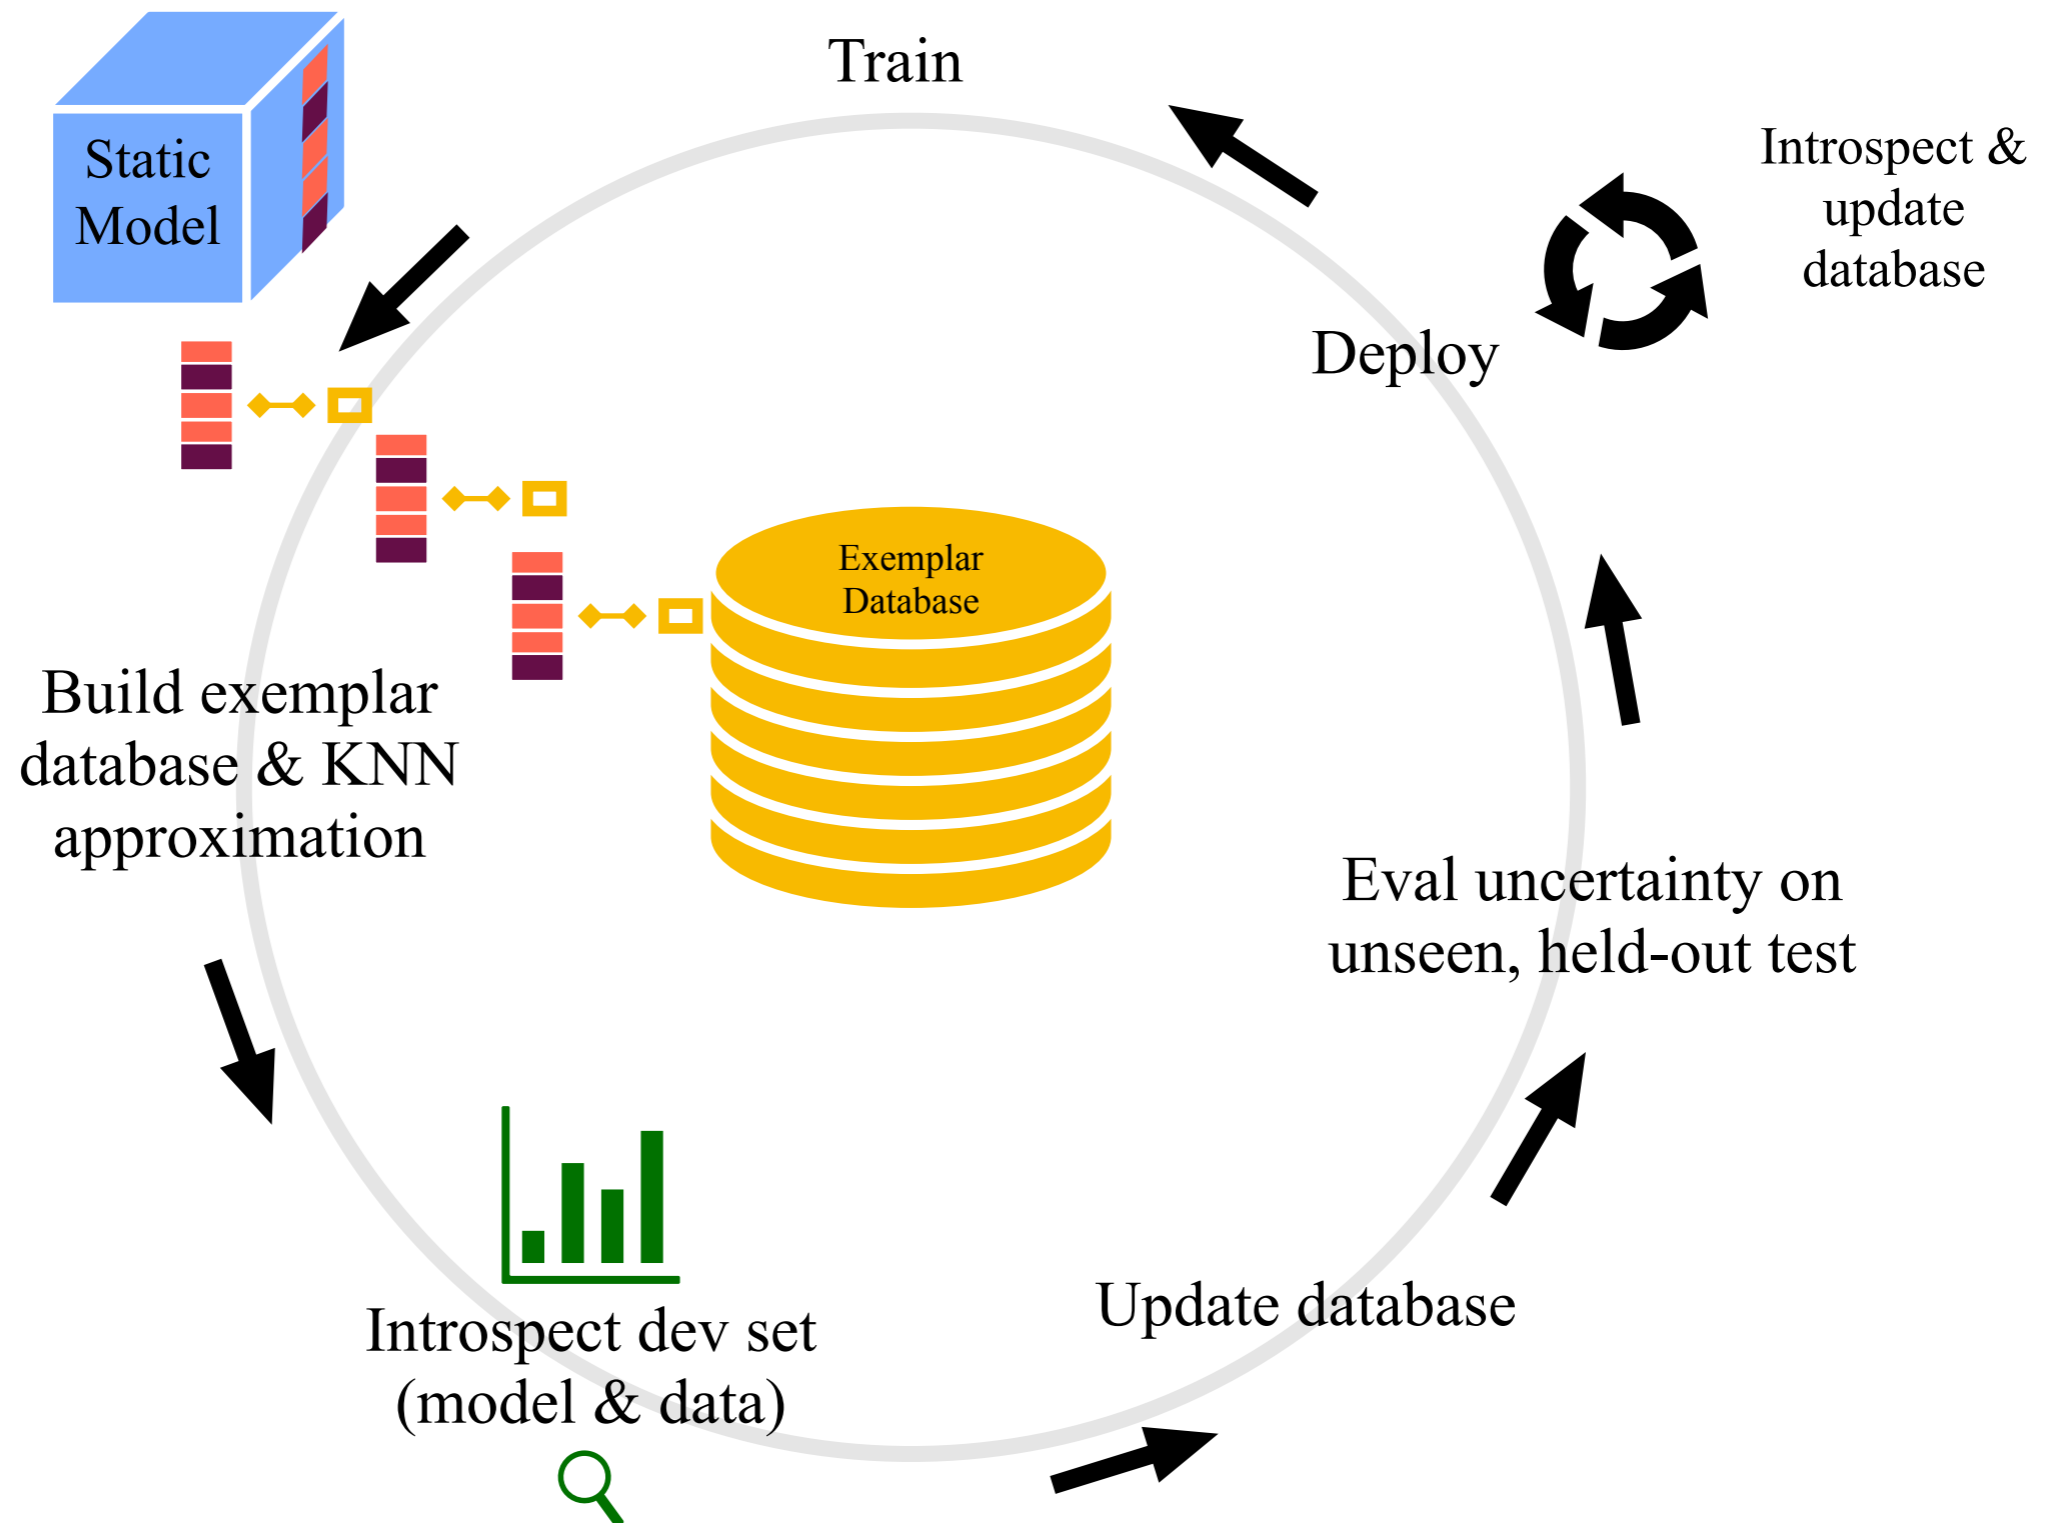 Train
Static
Model
Introspect &
update
database
Deploy
Exemplar
Database
Build exemplar
database & KNN
approximation
Eval uncertainty on
unseen, held-out test
Update database
Introspect dev set
(model & data)